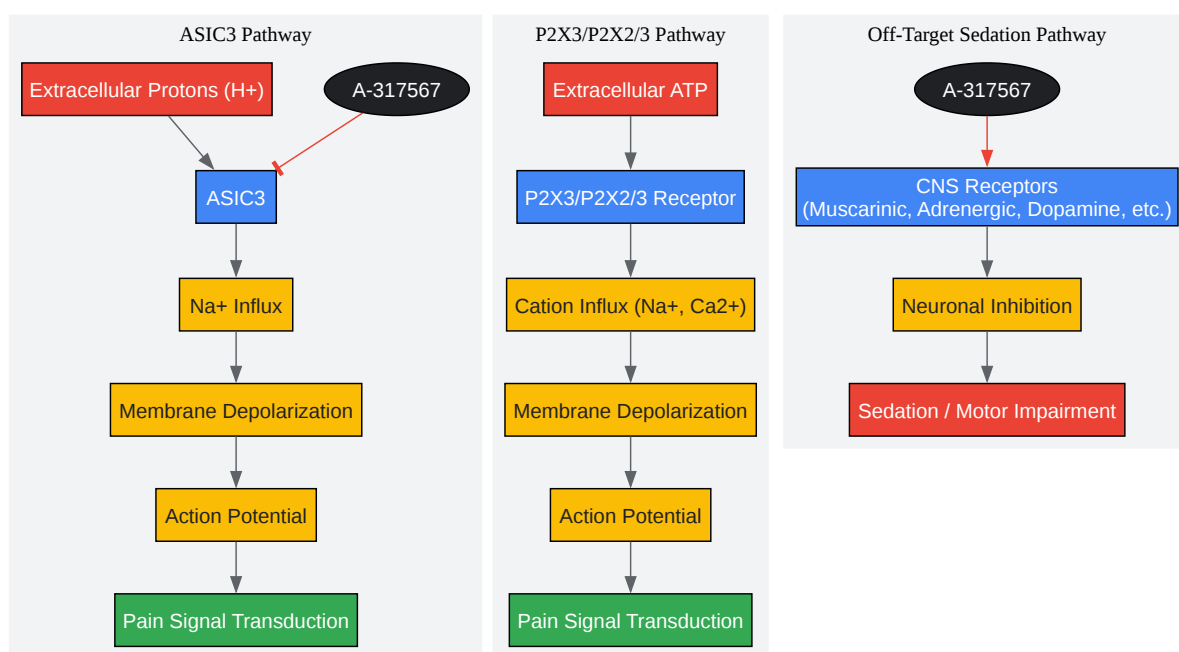 ASIC3 Pathway
Extracellular Protons (H+)
A-317567
ASIC3
Na+ Influx
Membrane Depolarization
Action Potential
Pain Signal Transduction
P2X3/P2X2/3 Pathway
Extracellular ATP
P2X3/P2X2/3 Receptor
Cation Influx (Na+, Ca2+)
Membrane Depolarization
Action Potential
Pain Signal Transduction
Off-Target Sedation Pathway
A-317567
CNS Receptors
(Muscarinic, Adrenergic, Dopamine, etc.)
Neuronal Inhibition
Sedation / Motor Impairment